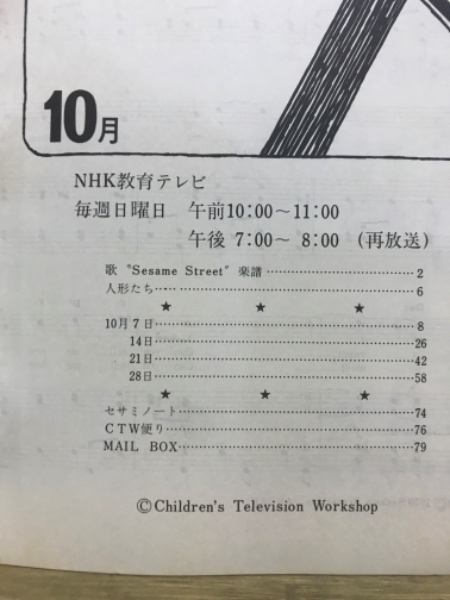 10月
NHK教育テレビ
毎週日曜日 午前10:00〜11:00
午後 7:00〜 8:00 (再放送)
歌 "Sesame Street" 楽譜 …………………… 2
人形たち…………………………………… 6
★ ★ ★
10月 7日…………………………………… 8
14日…………………………………… 26
21日…………………………………… 42
28日…………………………………… 58
★ ★ ★
セサミノート…………………………………… 74
CTW便り…………………………………… 76
MAIL BOX…………………………………… 79
©Children's Television Workshop